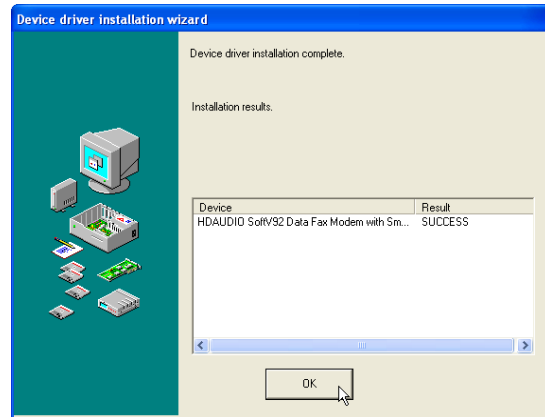 Device driver installation wizard
Device driver installation complete.
Installation results.
Device Result
HDAUDIO SoftV92 Data Fax Modem with Sm... SUCCESS
OK